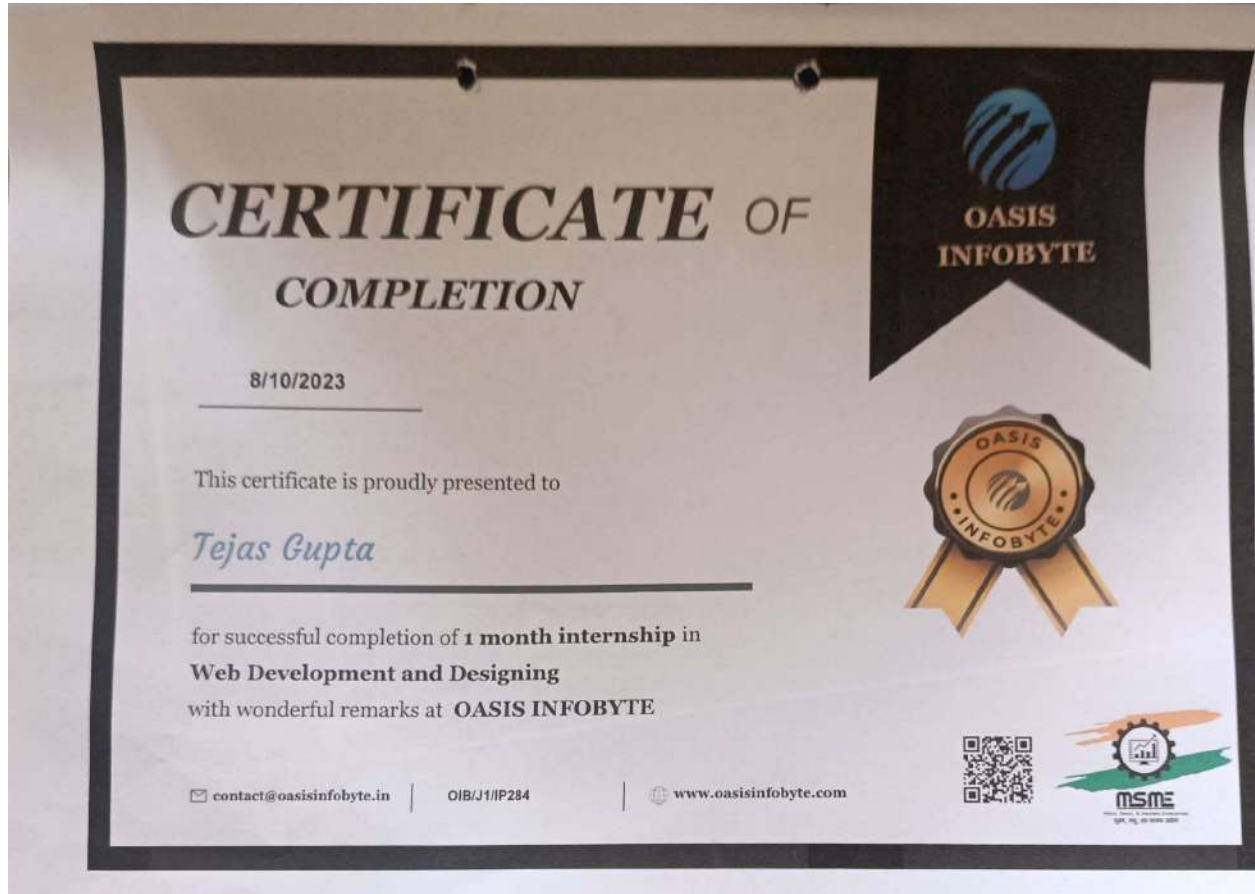 CERTIFICATE OF
COMPLETION
OASIS
INFOBYTE
8/10/2023
This certificate is proudly presented to
Tejas Gupta
OASIS
INFOBYTE
for successful completion of 1 month internship in
Web Development and Designing
with wonderful remarks at OASIS INFOBYTE
contact@oasisinfobyte.in
OIB/J1/IP284
www.oasisinfobyte.com
MSME